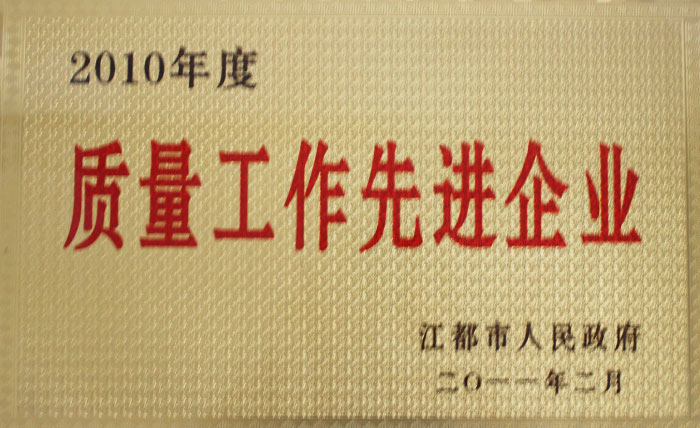 2010年度
质量工作先进企业
江都市人民政府
二〇一一年二月